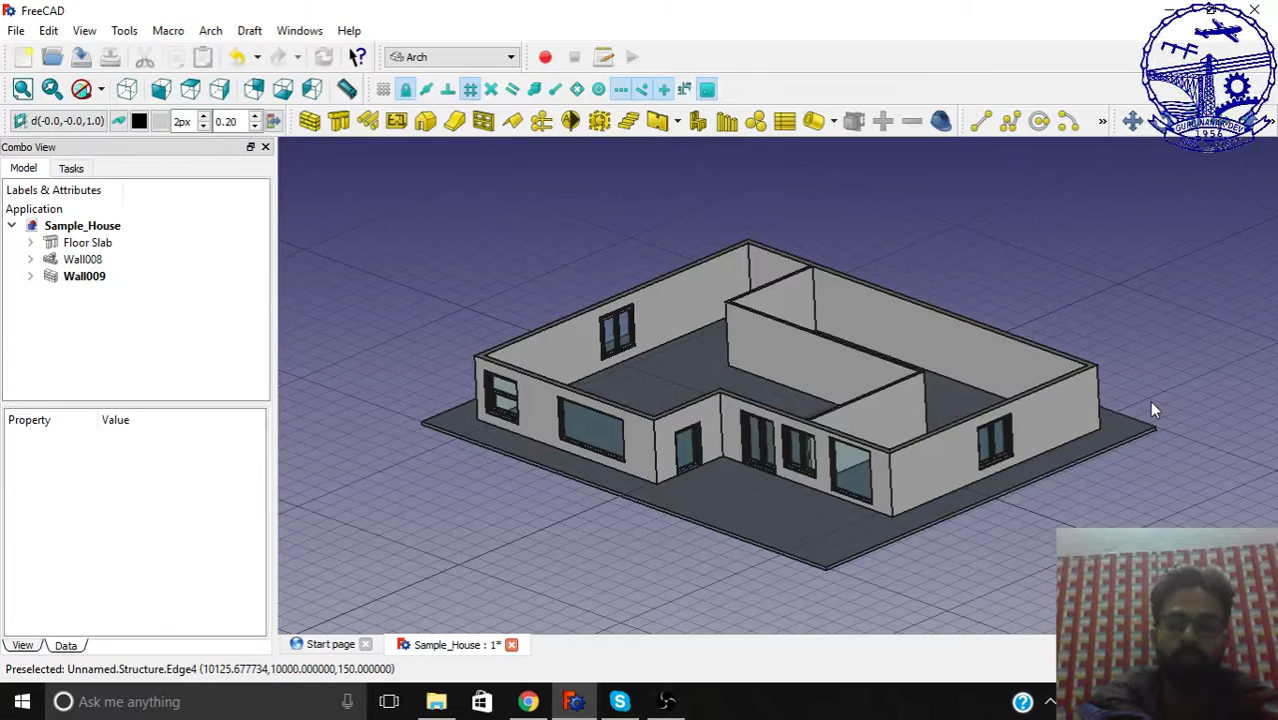 FreeCAD
File Edit View Tools Macro Arch Draft Windows Help
Arch
d(-0.0,-0.0,1.0) 2px 0.20
Combo View
Model Tasks
Labels & Attributes
Application
Sample_House
Floor Slab
Wall008
Wall009
Property Value
View Data
Start page Sample_House : 1*
Preselected: Unnamed.Structure.Edge4 (10125.677734,10000.000000,150.000000)
Ask me anything
1956